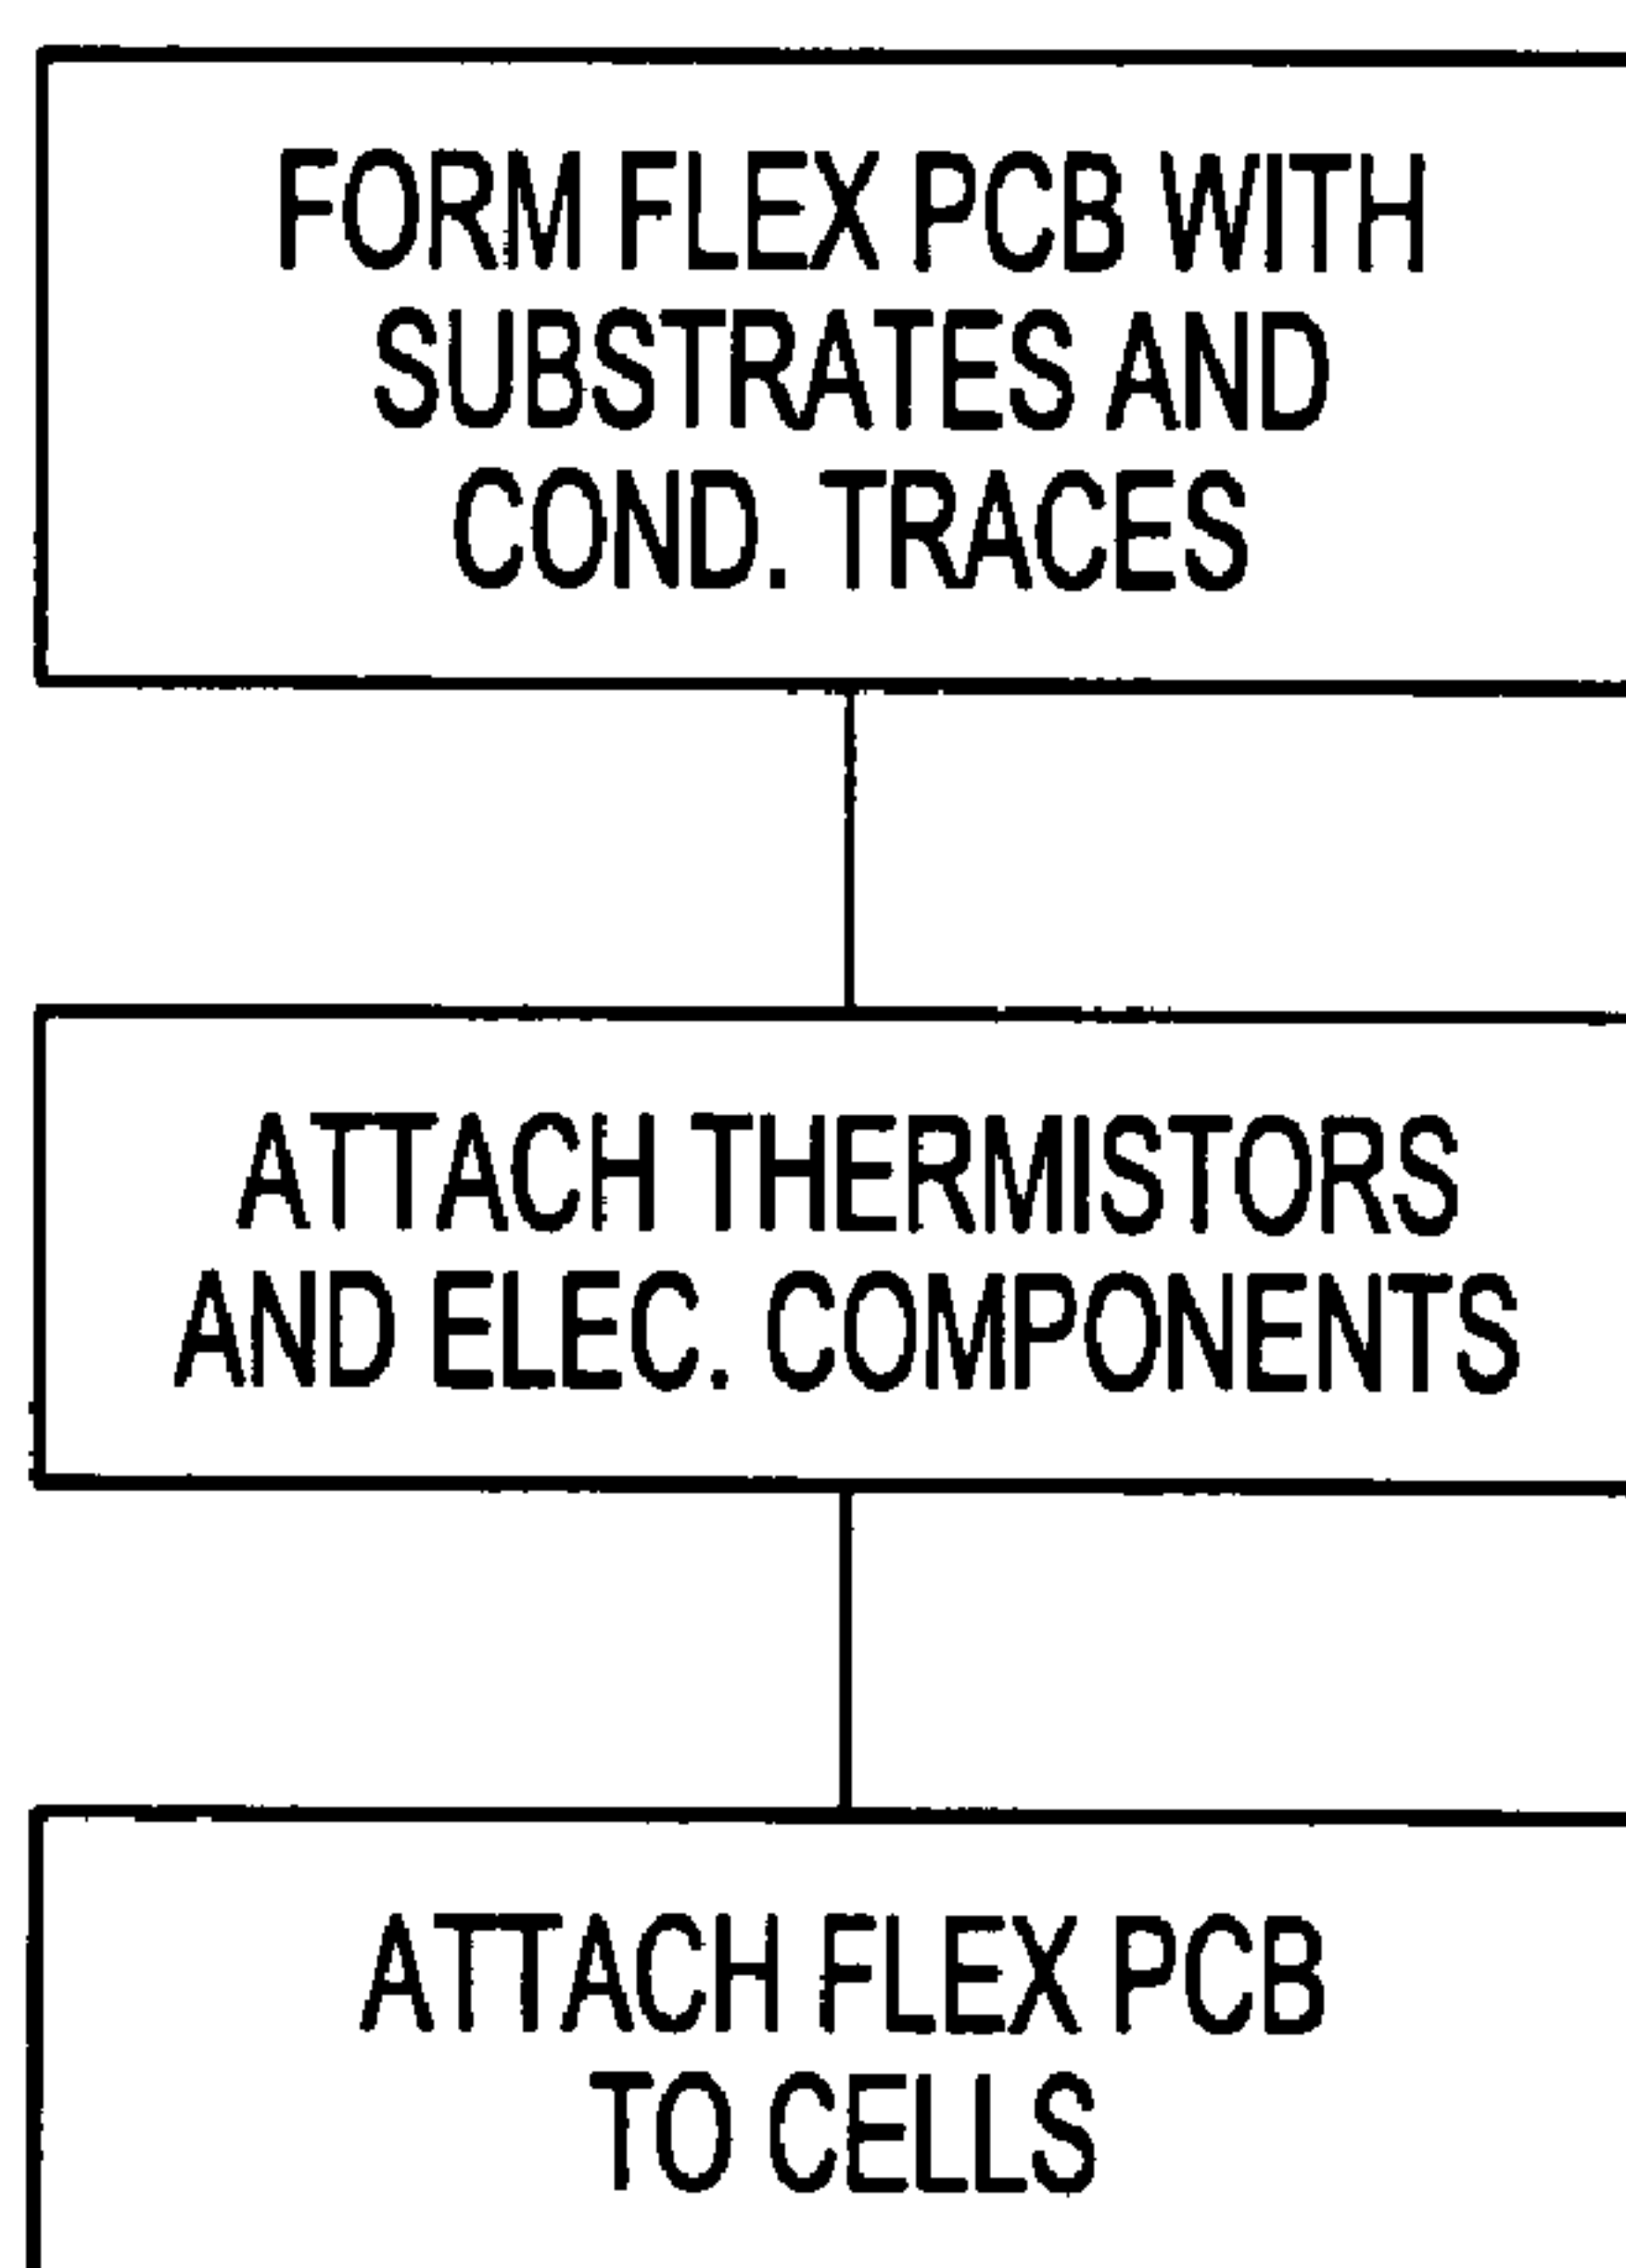 FORM FLEX PCB WITH
SUBSTRATES AND
COND. TRACES
ATTACH THERMISTORS
AND ELEC. COMPONENTS
ATTACH FLEX PCB
TO CELLS